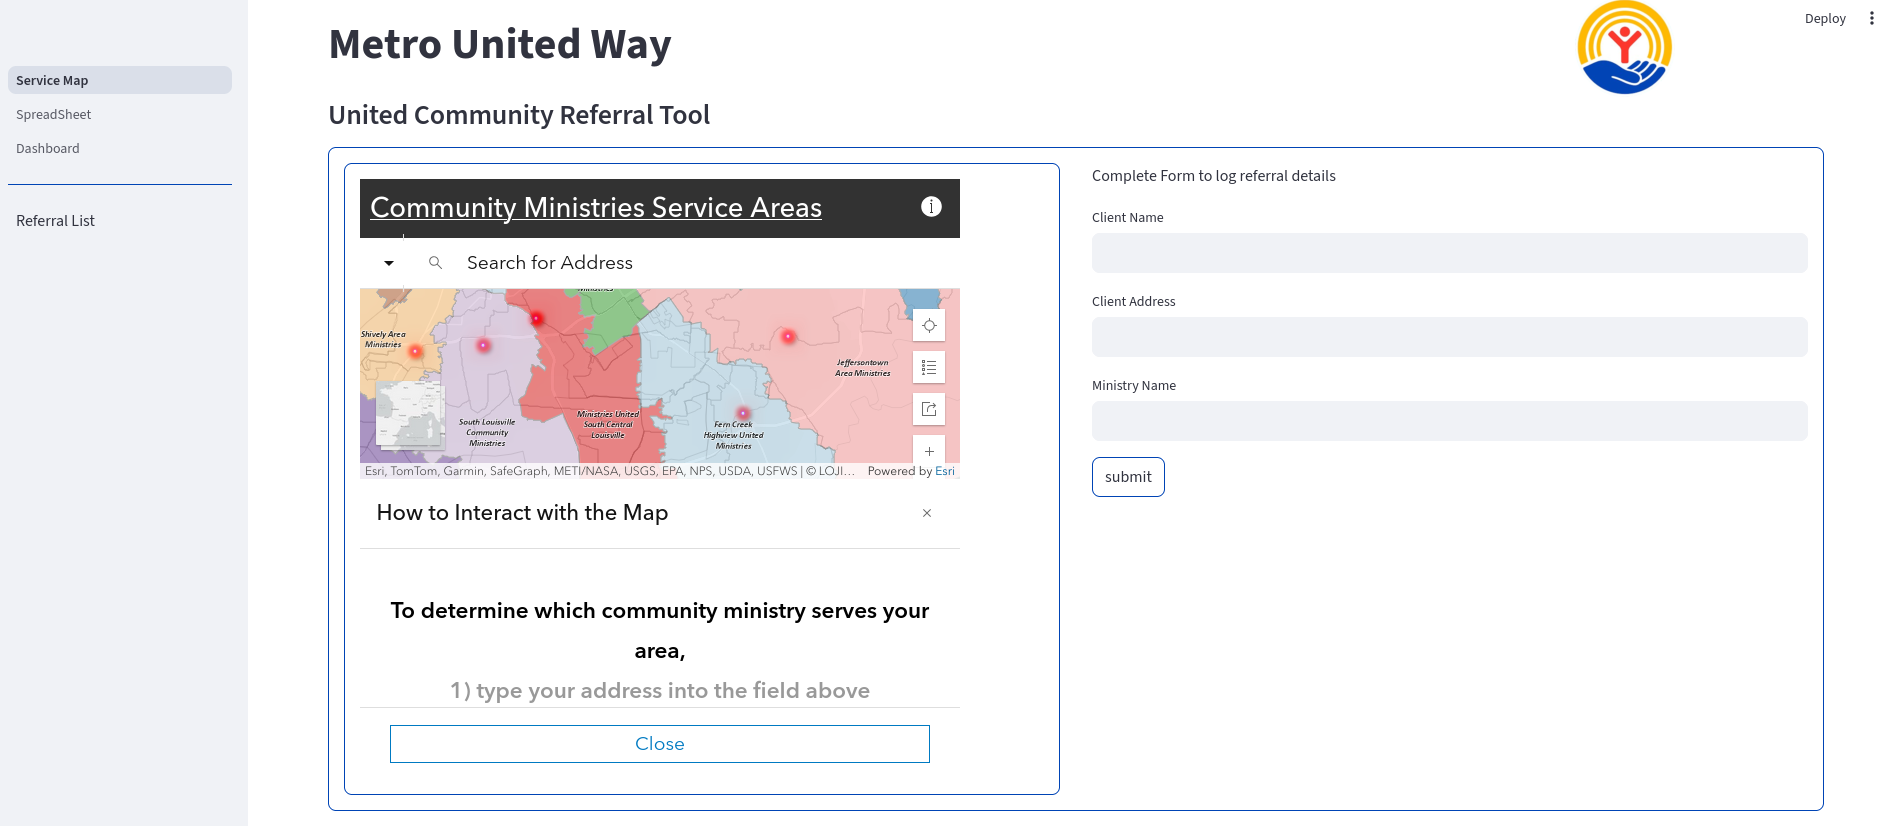 Deploy
Metro United Way
Service Map
SpreadSheet
Dashboard
Referral List
United Community Referral Tool
Community Ministries Service Areas
Search for Address
Ministries
Shively Area
Ministries
Jeffersontown
Area Ministries
South Louisville
Community
Ministries
Ministries United
South Central
Louisville
Fern Creek
Highview United
Ministries
Esri, TomTom, Garmin, SafeGraph, METI/NASA, USGS, EPA, NPS, USDA, USFWS | © LOJI...
Powered by Esri
How to Interact with the Map
To determine which community ministry serves your
area,
1) type your address into the field above
Close
Complete Form to log referral details
Client Name
Client Address
Ministry Name
submit